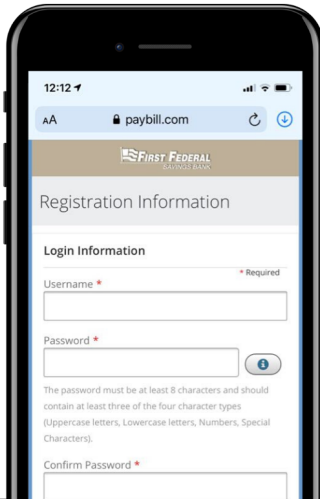 12:12
AA paybill.com
FIRST FEDERAL
SAVINGS BANK
Registration Information
Login Information
* Required
Username *
Password *
The password must be at least 8 characters and should
contain at least three of the four character types
(Uppercase letters, Lowercase letters, Numbers, Special
Characters).
Confirm Password *